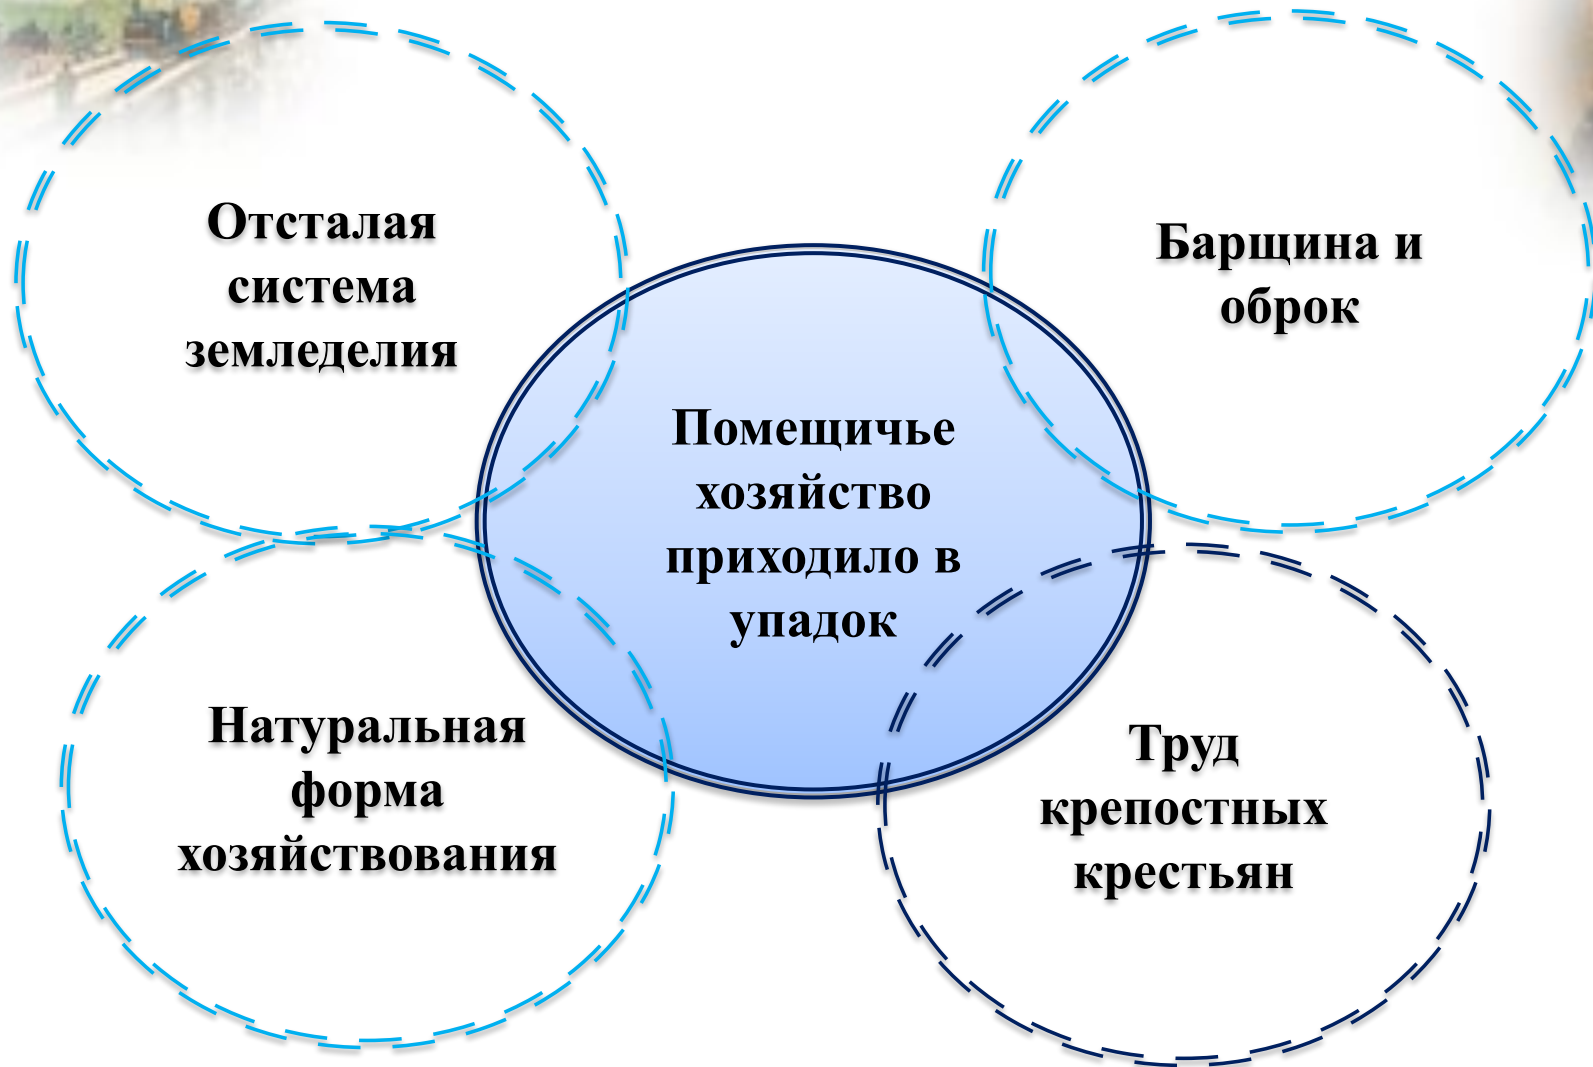 Отсталая
система
земледелия
Барщина и
оброк
Помещичье
хозяйство
приходило в
упадок
Натуральная
форма
хозяйствования
Труд
крепостных
крестьян